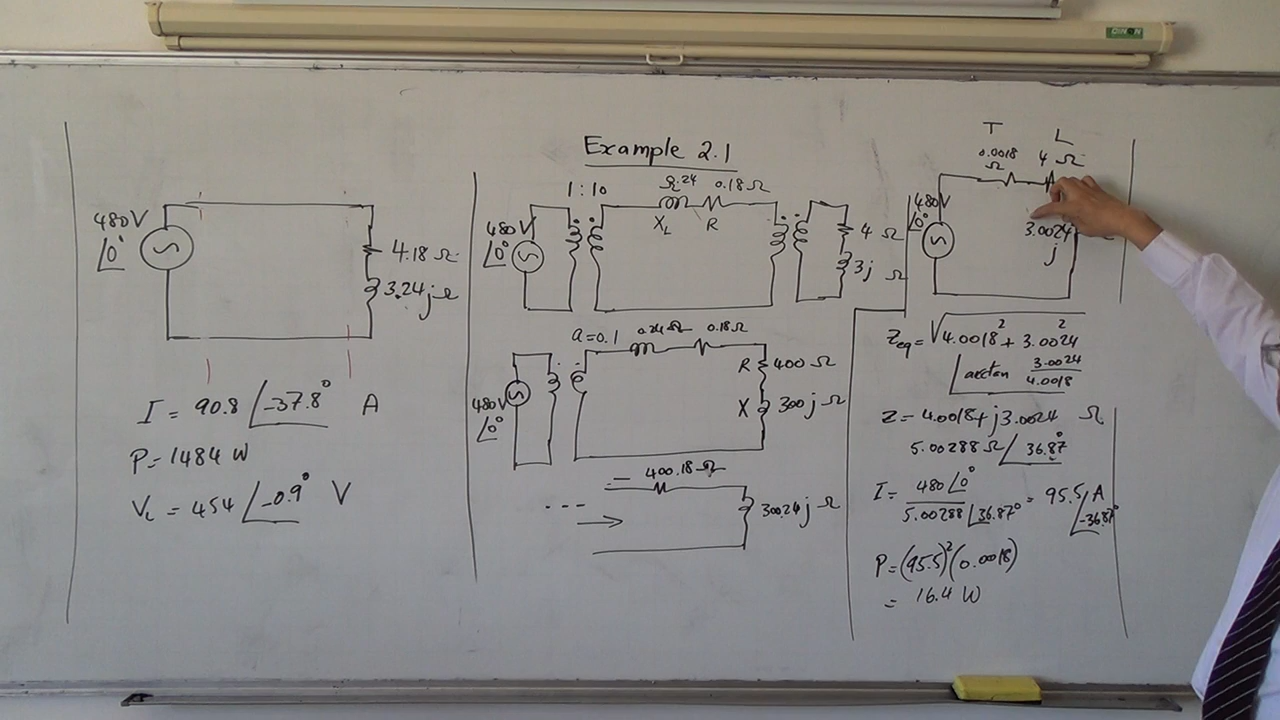 DINON
Example 2.1
480V
∠0°
4.18 Ω
3.24j Ω
I = 90.8 ∠-37.8° A
P = 1484 W
VL = 454 ∠-0.9° V
1:10
0.18 Ω
XL R
480V
∠0°
4 Ω
3j Ω
a=0.1
0.24 Ω 0.18 Ω
480V
∠0°
R 400 Ω
X 300j Ω
400.18 Ω
300.24j Ω
T L
0.0018 Ω
4 Ω
480V
∠0°
3.0024
j
Zeq = √4.0018² + 3.0024²
∠arctan 3.0024/4.0018
Z = 4.0018+j3.0024 Ω
5.00288 Ω ∠36.87°
I = 480∠0° / 5.00288∠36.87° = 95.5 A ∠-36.87°
P = (95.5)²(0.0018)
= 16.4 W